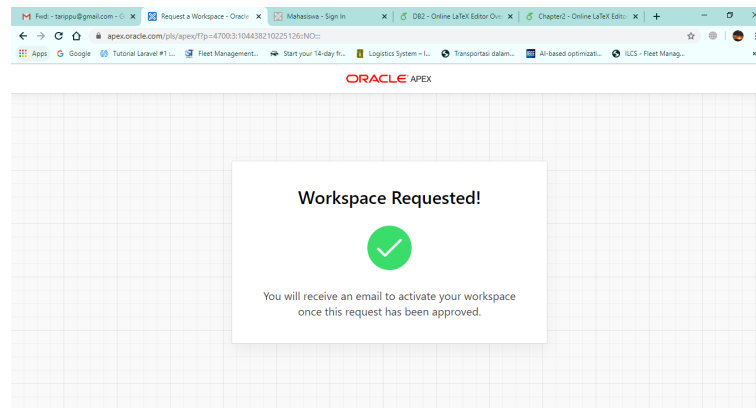 Fwd: - tarippu@gmail.com - G
Request a Workspace - Oracle
Mahasiswa - Sign In
DB2 - Online LaTeX Editor Over
Chapter2 - Online LaTeX Edito
apex.oracle.com/pls/apex/f?p=4700:3:104438210225126::NO:::
Apps
Google
Tutorial Laravel #1 :...
Fleet Management...
Start your 14-day fr...
Logistics System – I...
Transportasi dalam...
AI-based optimizati...
ILCS - Fleet Manag...
ORACLE APEX
Workspace Requested!
You will receive an email to activate your workspace
once this request has been approved.